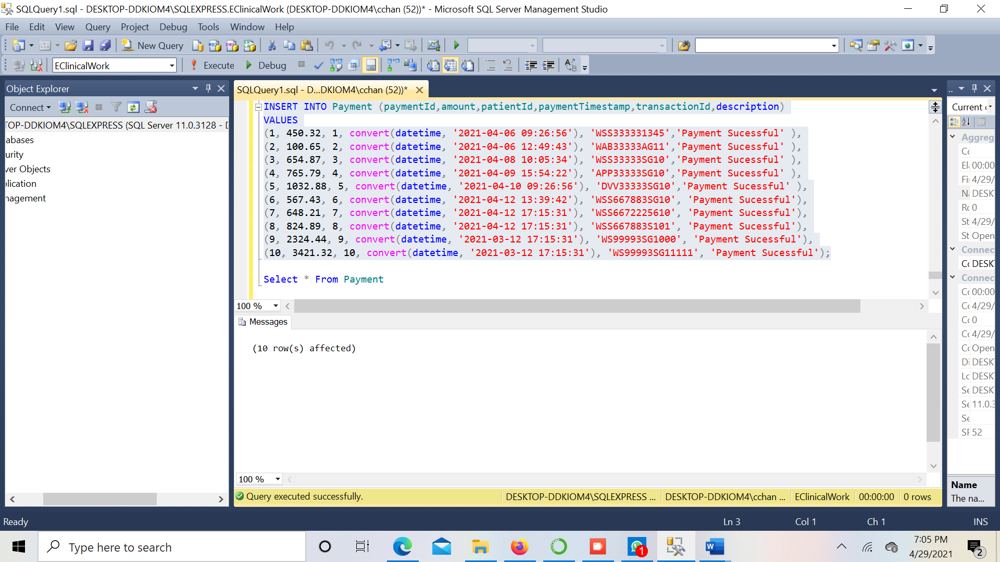 SQLQuery1.sql - DESKTOP-DDKIOM4\SQLEXPRESS.EClinicalWork (DESKTOP-DDKIOM4\cchan (52))* - Microsoft SQL Server Management Studio
File Edit View Query Project Debug Tools Window Help
New Query
EClinicalWork Execute Debug
Object Explorer
Connect
TOP-DDKIOM4\SQLEXPRESS (SQL Server 11.0.3128 - D
abases
urity
ver Objects
plication
nagement
SQLQuery1.sql - D...DKIOM4\cchan (52))*
INSERT INTO Payment (paymentId,amount,patientId,paymentTimestamp,transactionId,description)
VALUES
(1, 450.32, 1, convert(datetime, '2021-04-06 09:26:56'), 'WSS333331345','Payment Sucessful' ),
(2, 100.65, 2, convert(datetime, '2021-04-06 12:49:43'), 'WAB33333AG11','Payment Sucessful' ),
(3, 654.87, 3, convert(datetime, '2021-04-08 10:05:34'), 'WSS33333SG10','Payment Sucessful' ),
(4, 765.79, 4, convert(datetime, '2021-04-09 15:54:22'), 'APP33333SG10','Payment Sucessful' ),
(5, 1032.88, 5, convert(datetime, '2021-04-10 09:26:56'), 'DVV33333SG10','Payment Sucessful' ),
(6, 567.43, 6, convert(datetime, '2021-04-12 13:39:42'), 'WSS667883SG10', 'Payment Sucessful'),
(7, 648.21, 7, convert(datetime, '2021-04-12 17:15:31'), 'WSS6672225610', 'Payment Sucessful'),
(8, 824.89, 8, convert(datetime, '2021-04-12 17:15:31'), 'WSS667883S101', 'Payment Sucessful'),
(9, 2324.44, 9, convert(datetime, '2021-03-12 17:15:31'), 'WS99993SG1000', 'Payment Sucessful'),
(10, 3421.32, 10, convert(datetime, '2021-03-12 17:15:31'), 'WS99993SG11111', 'Payment Sucessful');
Select * From Payment
100 %
Messages
(10 row(s) affected)
100 %
Query executed successfully. DESKTOP-DDKIOM4\SQLEXPRESS ... DESKTOP-DDKIOM4\cchan ... EClinicalWork 00:00:00 0 rows
..
Current
Aggreg
Co
El 00:00
Fi 4/29/
Na DESK
Ro 0
St 4/29/
St Open
Connec
Co DESK
Connec
Co 00:00
Co 4/29/
Co 0
Co 4/29/
Co Open
Di DESK
Lo DESK
Se DESK
Se 11.0.3
Se
SP 52
Name
The na...
Ready Ln 3 Col 1 Ch 1 INS
Type here to search
1
7:05 PM
4/29/2021
2